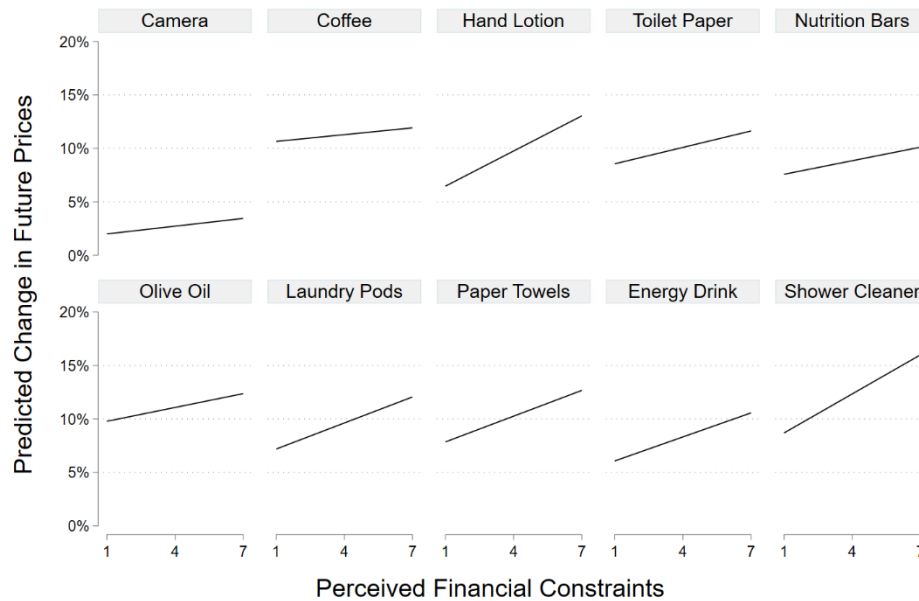 Camera
Coffee
Hand Lotion
Toilet Paper
Nutrition Bars
20%
15%
10%
5%
0%
Predicted Change in Future Prices
Olive Oil
Laundry Pods
Paper Towels
Energy Drink
Shower Cleaner
20%
15%
10%
5%
0%
1 4 7
1 4 7
1 4 7
1 4 7
1 4 7
Perceived Financial Constraints